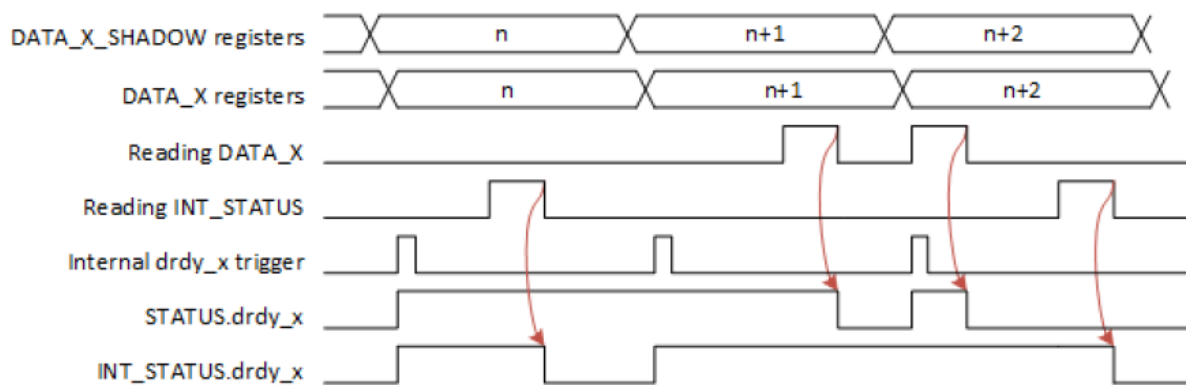 DATA_X_SHADOW registers
n
n+1
n+2
DATA_X registers
n
n+1
n+2
Reading DATA_X
Reading INT_STATUS
Internal drdy_x trigger
STATUS.drdy_x
INT_STATUS.drdy_x